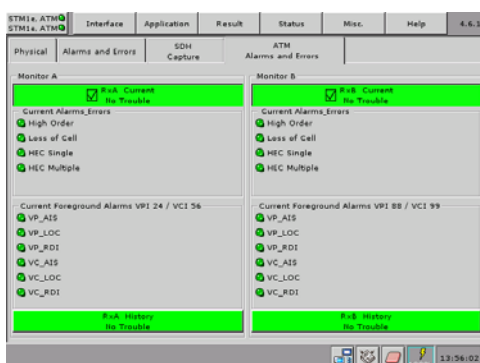 STM1e, ATM
STM1e, ATM
Interface Application Result Status Misc. Help 4.6.1
Physical Alarms and Errors SDH Capture ATM Alarms and Errors
Monitor A
RxA Current
No Trouble
Current Alarms_Errors
High Order
Loss of Cell
HEC Single
HEC Multiple
Current Foreground Alarms VPI 24 / VCI 56
VP_AIS
VP_LOC
VP_RDI
VC_AIS
VC_LOC
VC_RDI
RxA History
No Trouble
Monitor B
RxB Current
No Trouble
Current Alarms_Errors
High Order
Loss of Cell
HEC Single
HEC Multiple
Current Foreground Alarms VPI 88 / VCI 99
VP_AIS
VP_LOC
VP_RDI
VC_AIS
VC_LOC
VC_RDI
RxB History
No Trouble
13:56:02